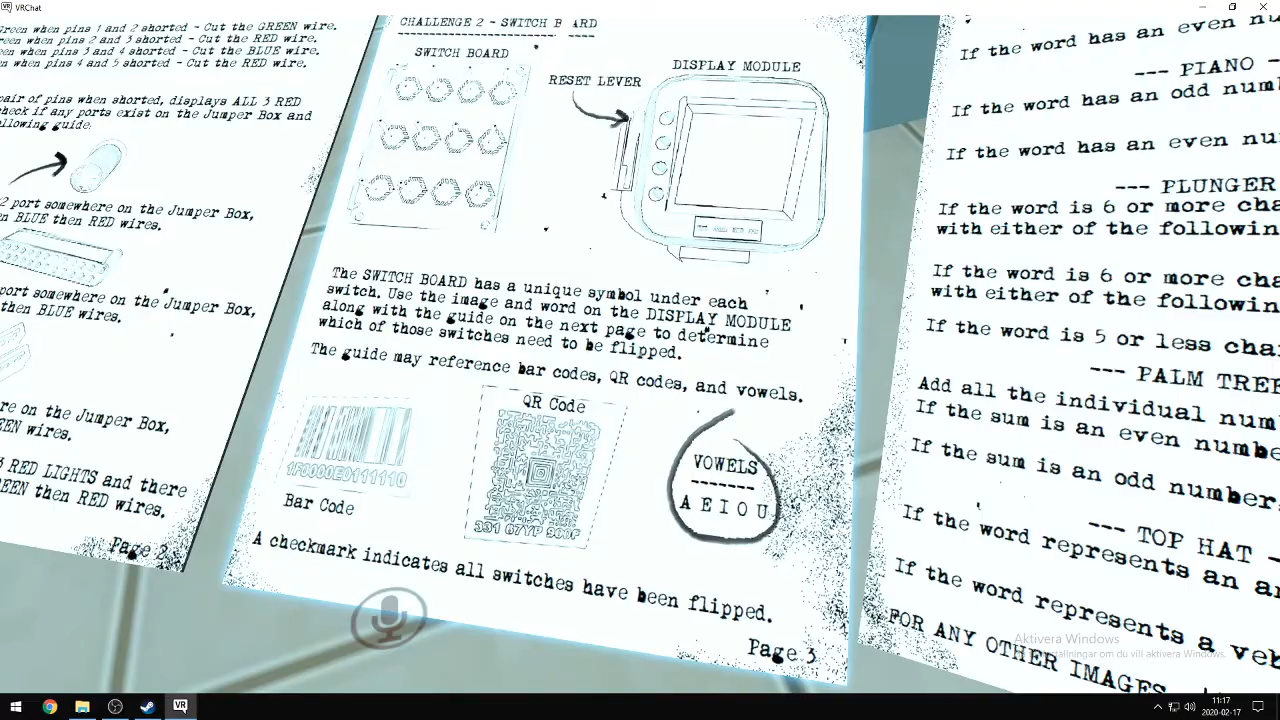 VRChat
Green when pins 1 and 2 shorted - Cut the GREEN wire.
reen when pins 2 and 3 shorted - Cut the RED wire.
en when pins 3 and 4 shorted - Cut the BLUE wire.
n when pins 4 and 5 shorted - Cut the RED wire.
pair of pins when shorted, displays ALL 3 RED
check if any ports exist on the Jumper Box and
llowing guide.
2 port somewhere on the Jumper Box,
en BLUE then RED wires.
port somewhere on the Jumper Box,
then BLUE wires.
re on the Jumper Box,
EEN wires.
3 RED LIGHTS and there
EEN then RED wires.
Page 2
CHALLENGE 2 - SWITCH B ARD
SWITCH BOARD
RESET LEVER
DISPLAY MODULE
The SWITCH BOARD has a unique symbol under each
switch. Use the image and word on the DISPLAY MODULE
along with the guide on the next page to determine
which of those switches need to be flipped.
The guide may reference bar codes, QR codes, and vowels.
QR Code
Bar Code
VOWELS
-------
A E I O U
A checkmark indicates all switches have been flipped.
Page 3
If the word has an even nu
--- PIANO -
If the word has an odd num
If the word has an even nu
--- PLUNGER
If the word is 6 or more cha
with either of the followin
If the word is 6 or more char
with either of the followin
If the word is 5 or less cha
--- PALM TREE
Add all the individual num
If the sum is an even numbe
If the sum is an odd number
--- TOP HAT -
If the word represents an a
If the word represents a veh
FOR ANY OTHER IMAGES
Aktivera Windows
11:17
2020-02-17